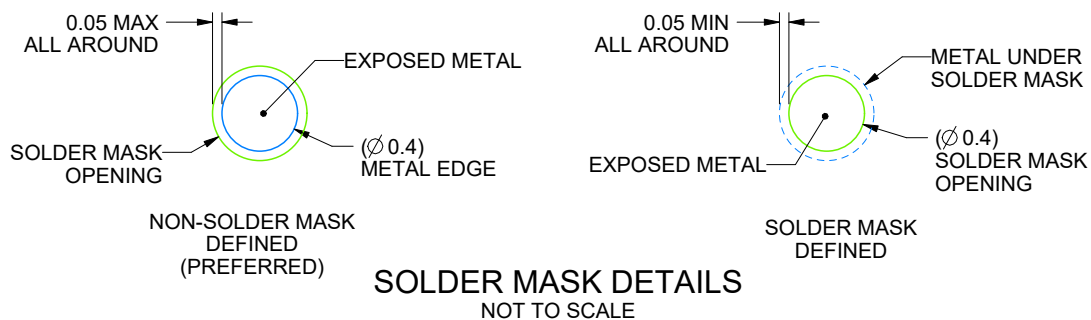 0.05 MAX
ALL AROUND
EXPOSED METAL
SOLDER MASK
OPENING
(Ø 0.4)
METAL EDGE
NON-SOLDER MASK
DEFINED
(PREFERRED)
0.05 MIN
ALL AROUND
METAL UNDER
SOLDER MASK
EXPOSED METAL
(Ø 0.4)
SOLDER MASK
OPENING
SOLDER MASK
DEFINED
SOLDER MASK DETAILS
NOT TO SCALE